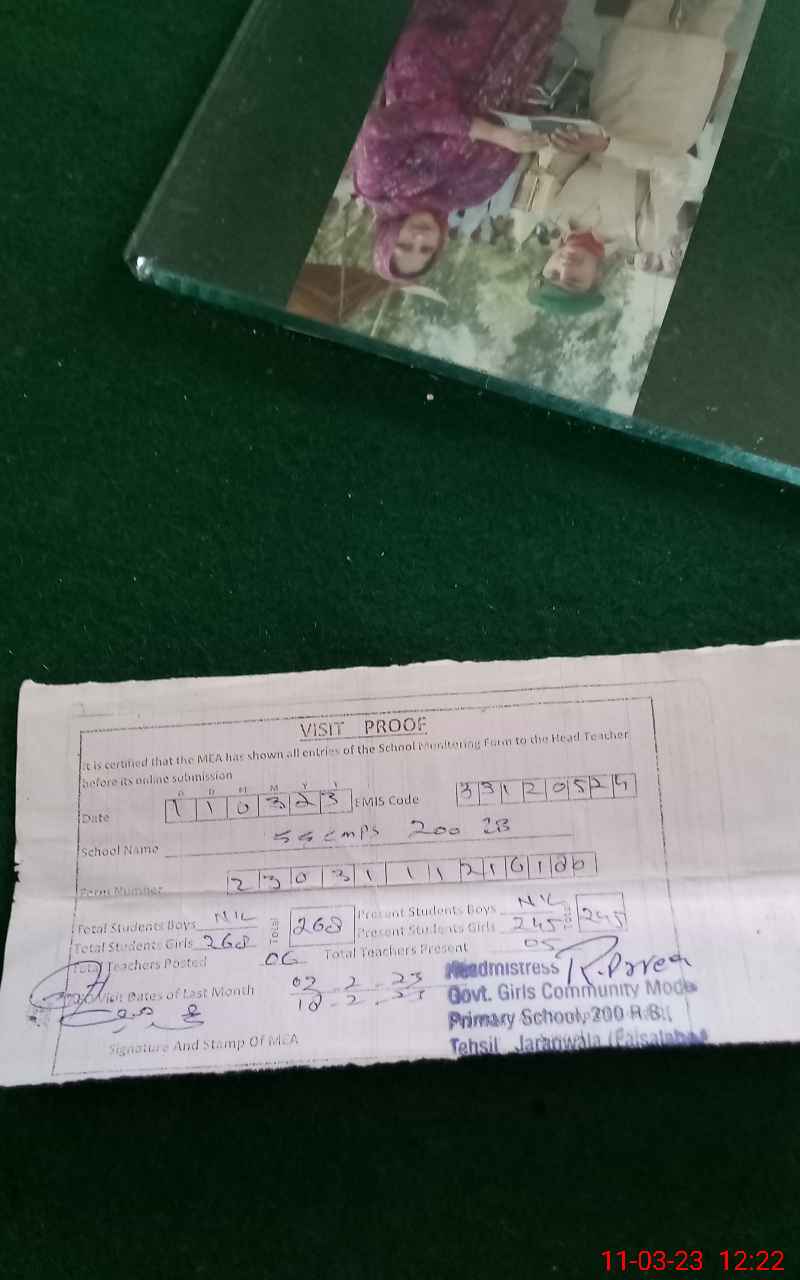 VISIT PROOF
It is certified that the MEA has shown all entries of the School Monitoring Form to the Head Teacher
before its online submission
D D M M Y Y
Date 1 1 0 3 2 3 EMIS Code 3 3 1 2 0 5 2 4
School Name 200 RB
Form Number 2 3 0 3 1 1 1 2 1
Total Students Boys NIL TOTAL 268 Present Students Boys NIL TOTAL 245
Total Students Girls 268 Present Students Girls 245
Total Teachers Posted 06 Total Teachers Present 05
Visit Dates of Last Month 02-2-23
10-2-23
Signature And Stamp Of MEA
R.Parveen
Headmistress
Govt. Girls Community Model
Primary School, 200 R.B.
Tehsil Jaranwala (Faisalabad
11-03-23 12:22